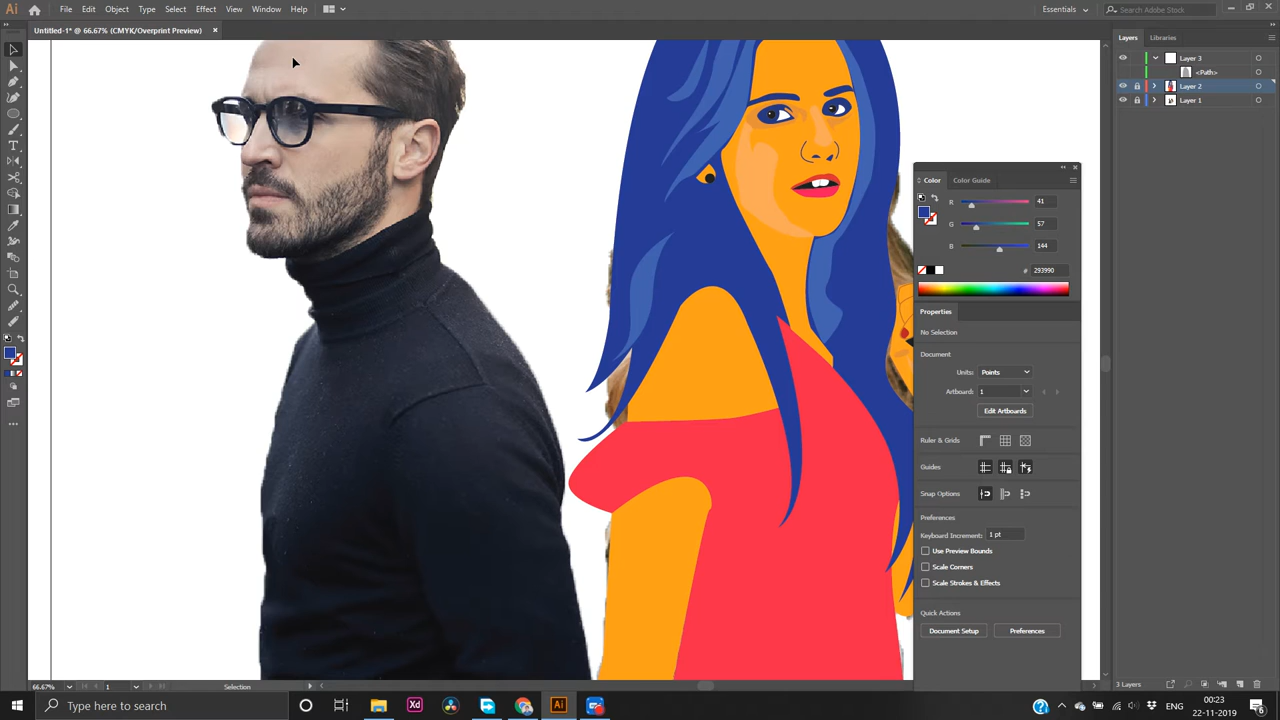 Ai File Edit Object Type Select Effect View Window Help Essentials Search Adobe Stock
Untitled-1* @ 66.67% (CMYK/Overprint Preview) ×
Layers Libraries
Layer 3
<Path>
Layer 2
Layer 1
Color Color Guide
R 41
G 57
B 144
# 293990
Properties
No Selection
Document
Units: Points
Artboard: 1
Edit Artboards
Ruler & Grids
Guides
Snap Options
Preferences
Keyboard Increment: 1 pt
Use Preview Bounds
Scale Corners
Scale Strokes & Effects
Quick Actions
Document Setup Preferences
66.67% 1 Selection
3 Layers
Type here to search
Xd
Ai
ENG
00:23
22-11-2019